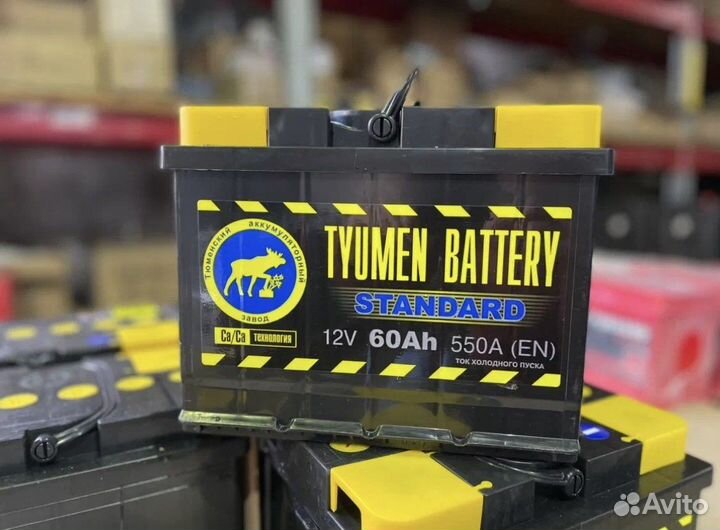 Тюменский аккумуляторный
завод
Ca/Ca технология
TYUMEN BATTERY
STANDARD
12V 60Ah 550A (EN)
ТОК ХОЛОДНОГО ПУСКА
Avito